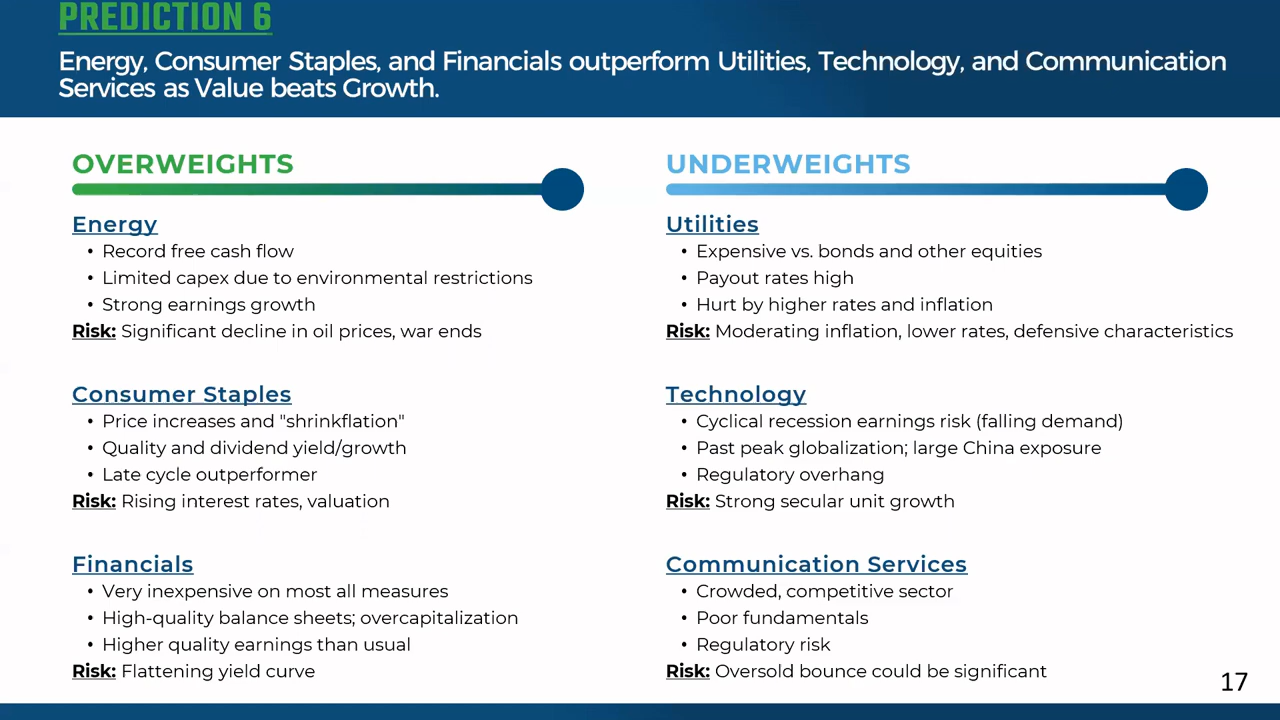 PREDICTION 6
Energy, Consumer Staples, and Financials outperform Utilities, Technology, and Communication
Services as Value beats Growth.
OVERWEIGHTS
Energy
• Record free cash flow
• Limited capex due to environmental restrictions
• Strong earnings growth
Risk: Significant decline in oil prices, war ends
Consumer Staples
• Price increases and "shrinkflation"
• Quality and dividend yield/growth
• Late cycle outperformer
Risk: Rising interest rates, valuation
Financials
• Very inexpensive on most all measures
• High-quality balance sheets; overcapitalization
• Higher quality earnings than usual
Risk: Flattening yield curve
UNDERWEIGHTS
Utilities
• Expensive vs. bonds and other equities
• Payout rates high
• Hurt by higher rates and inflation
Risk: Moderating inflation, lower rates, defensive characteristics
Technology
• Cyclical recession earnings risk (falling demand)
• Past peak globalization; large China exposure
• Regulatory overhang
Risk: Strong secular unit growth
Communication Services
• Crowded, competitive sector
• Poor fundamentals
• Regulatory risk
Risk: Oversold bounce could be significant
17